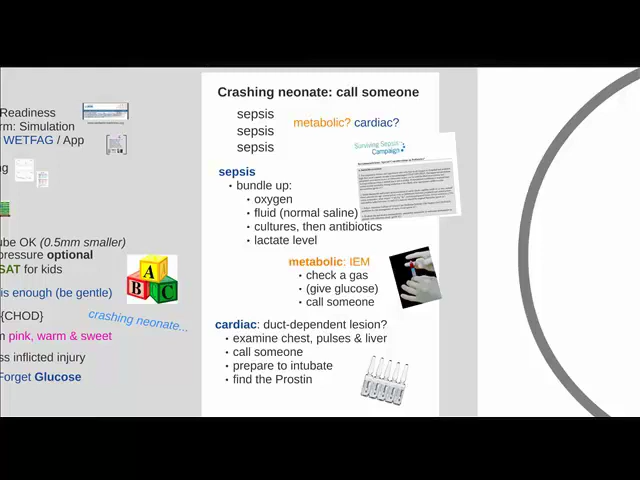 Readiness
rm: Simulation
WETFAG / App
ng
ube OK (0.5mm smaller)
pressure optional
SAT for kids
is enough (be gentle)
{CHOD}
n pink, warm & sweet
ss inflicted injury
Forget Glucose
A
B C
crashing neonate...
Crashing neonate: call someone
sepsis
sepsis
sepsis
metabolic? cardiac?
Surviving Sepsis
Campaign
sepsis
• bundle up:
• oxygen
• fluid (normal saline)
• cultures, then antibiotics
• lactate level
metabolic: IEM
• check a gas
• (give glucose)
• call someone
cardiac: duct-dependent lesion?
• examine chest, pulses & liver
• call someone
• prepare to intubate
• find the Prostin